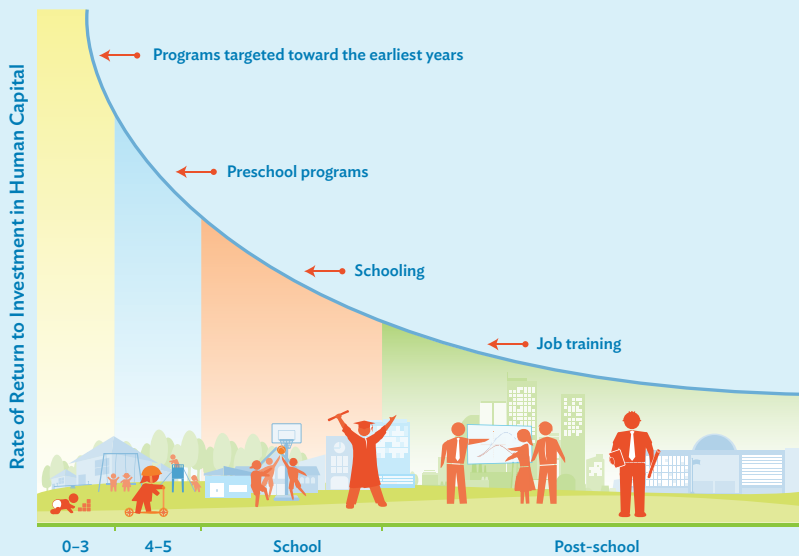 Rate of Return to Investment in Human Capital
Programs targeted toward the earliest years
Preschool programs
Schooling
Job training
0–3
4–5
School
Post-school